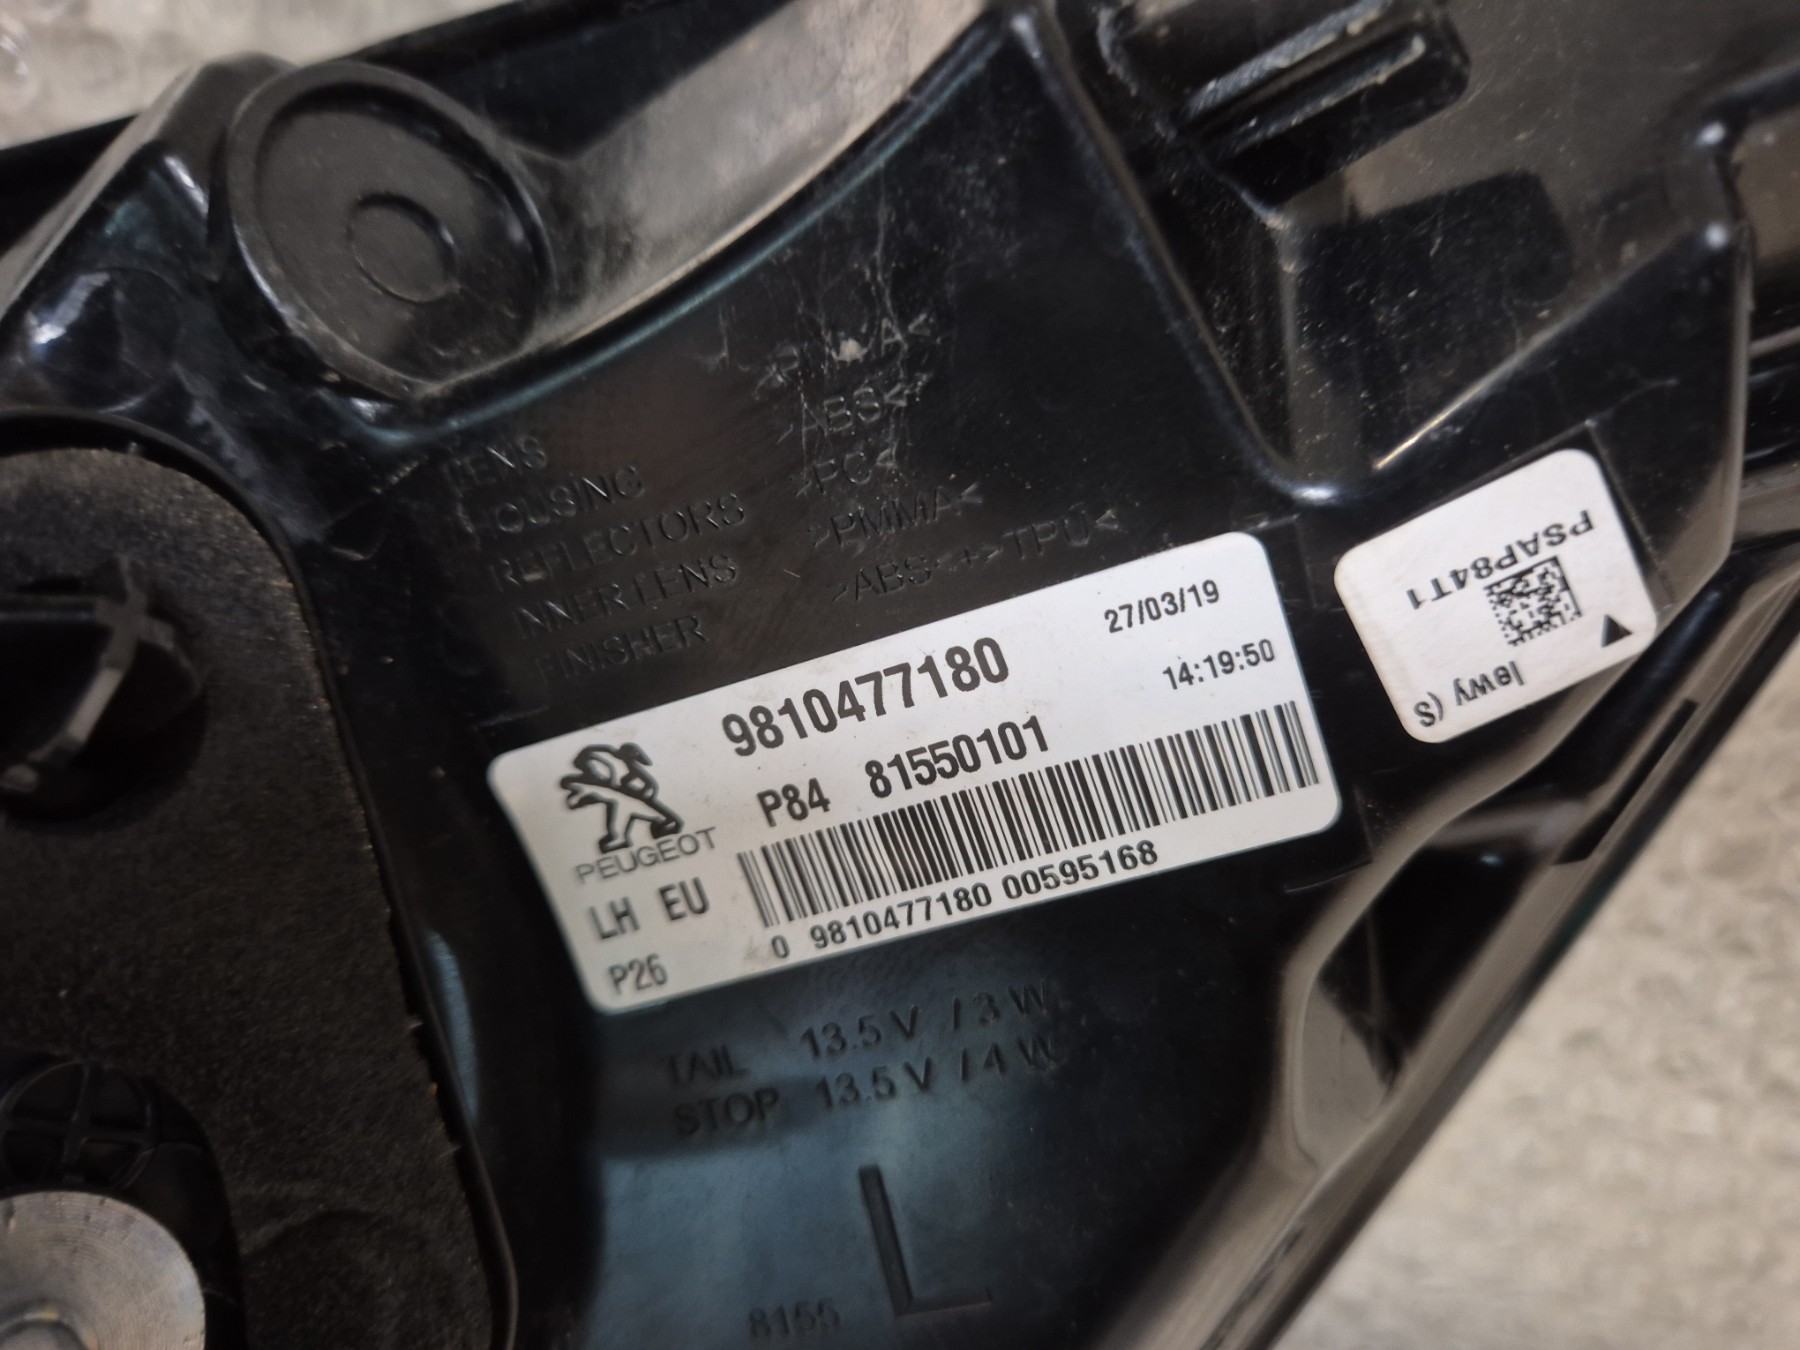 LENS >PMMA<
HOUSING >ABS<
REFLECTORS >PC<
INNER LENS >PMMA<
FINISHER >ABS<+>TPU<
9810477180 27/03/19
P84 81550101 14:19:50
PEUGEOT
LH EU
0 9810477180 00595168
P26
PSAP84T1
lewy (S)
TAIL 13.5 V / 3 W
STOP 13.5 V / 4 W
L
8155